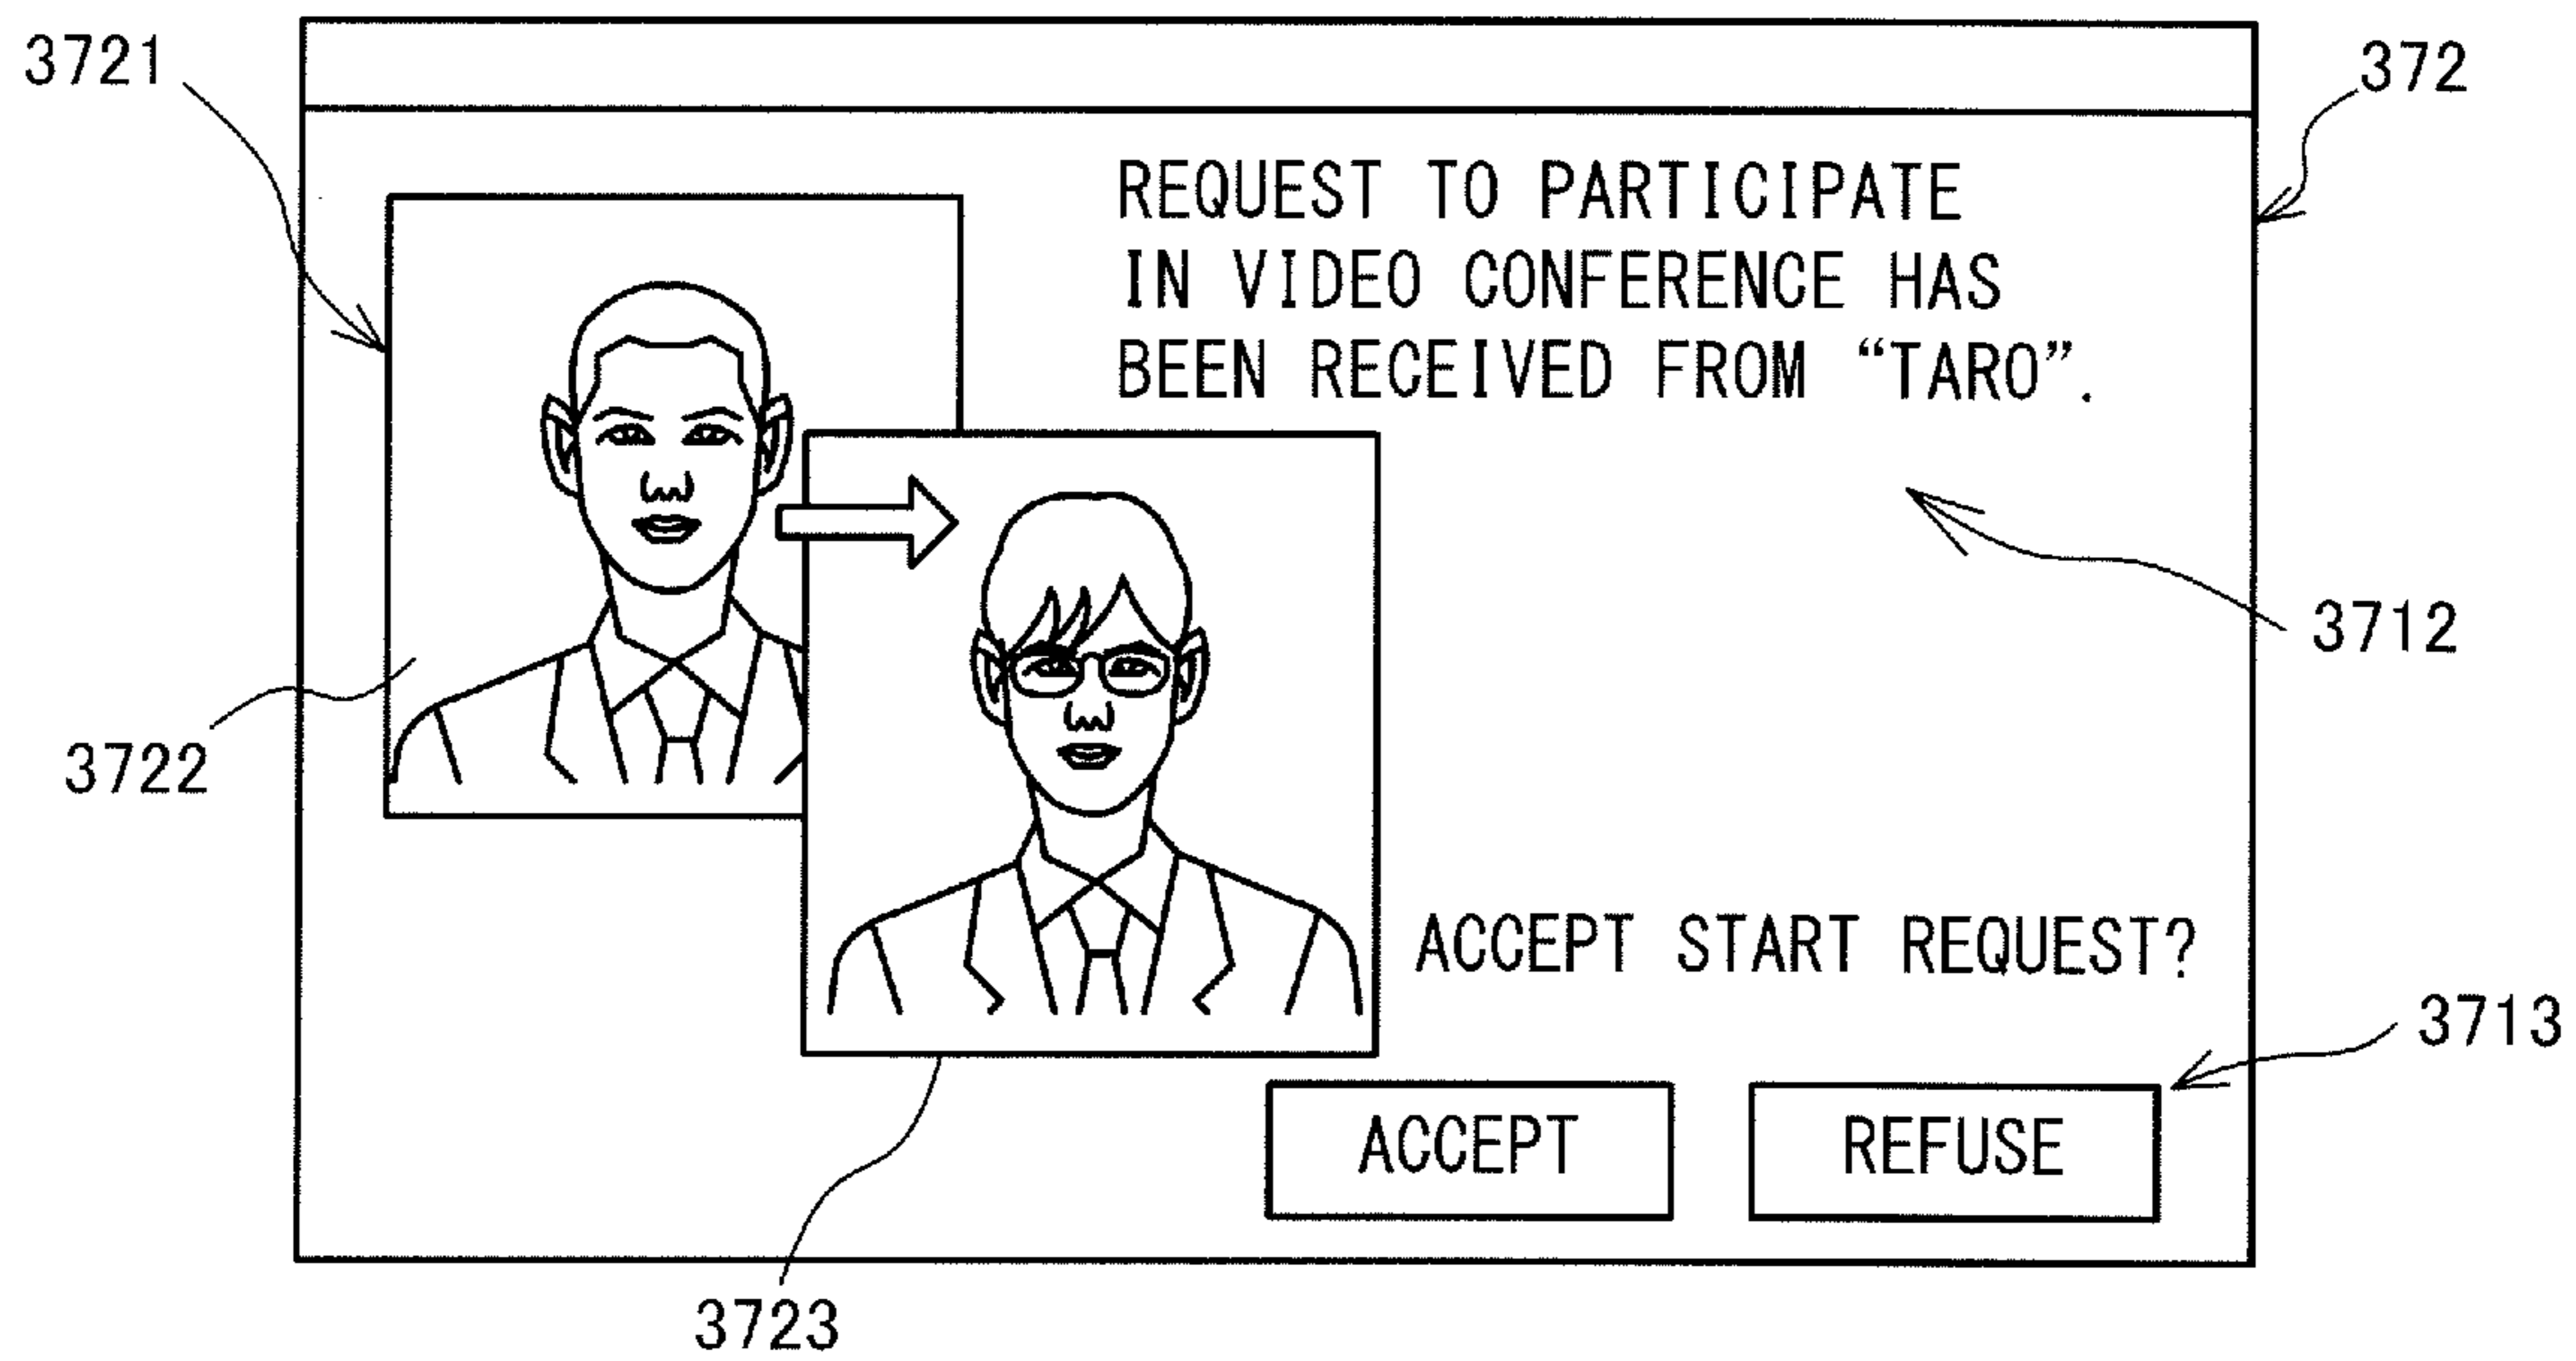 3721
372
REQUEST TO PARTICIPATE
IN VIDEO CONFERENCE HAS
BEEN RECEIVED FROM “TARO”.
3712
3722
ACCEPT START REQUEST?
3713
ACCEPT
REFUSE
3723